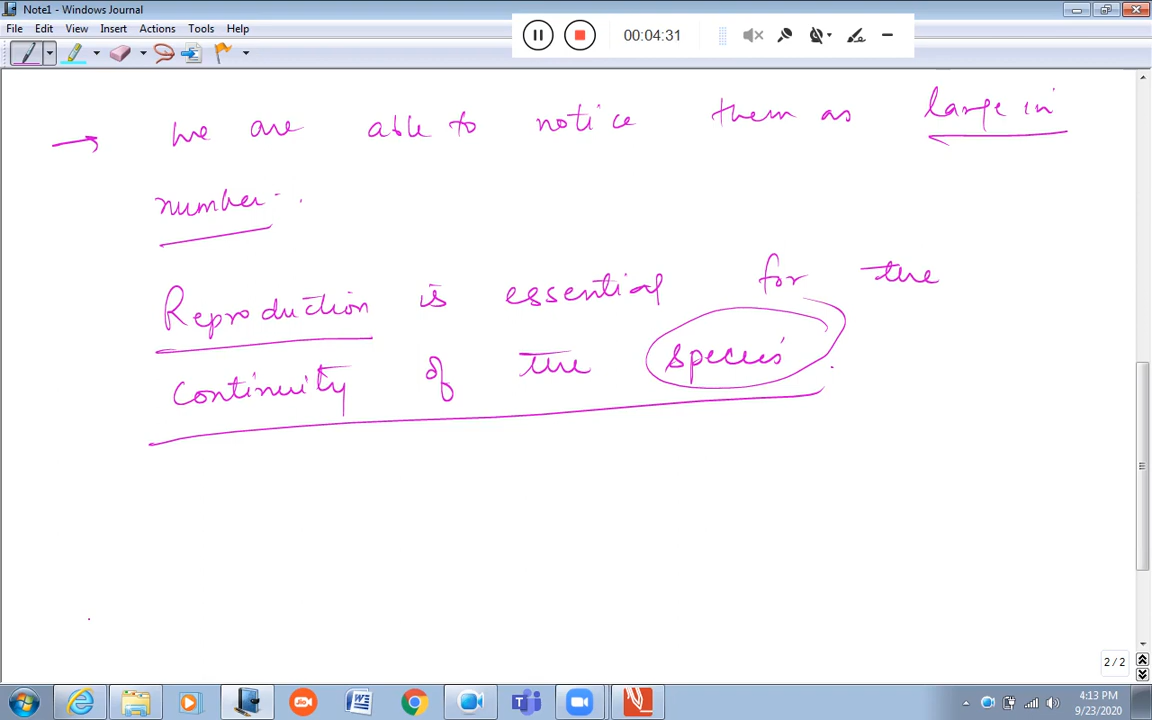 Note1 - Windows Journal
File Edit View Insert Actions Tools Help
00:04:31
→ We are able to notice them as large in
number.
Reproduction is essential for the
continuity of the species.
2 / 2
4:13 PM
9/23/2020